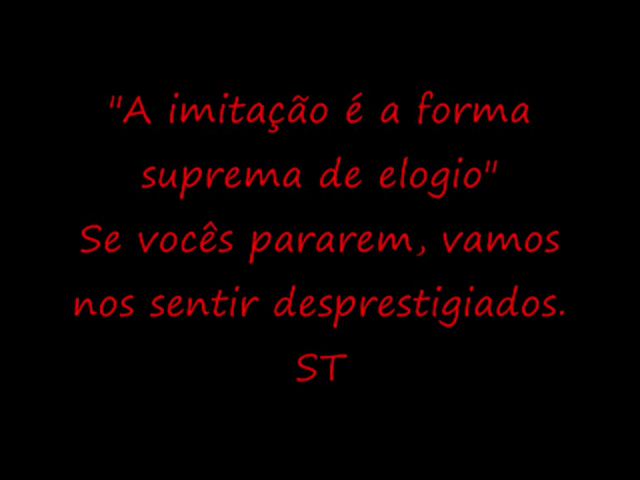 "A imitação é a forma
suprema de elogio"
Se vocês pararem, vamos
nos sentir desprestigiados.
ST